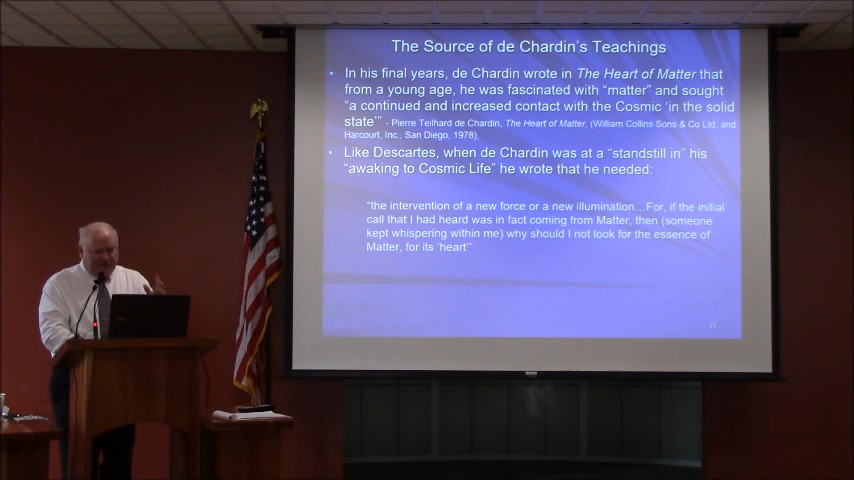 The Source of de Chardin's Teachings
• In his final years, de Chardin wrote in The Heart of Matter that
from a young age, he was fascinated with "matter" and sought
"a continued and increased contact with the Cosmic 'in the solid
state'" - Pierre Teilhard de Chardin, The Heart of Matter, (William Collins Sons & Co Ltd, and
Harcourt, Inc., San Diego, 1978),
• Like Descartes, when de Chardin was at a "standstill in" his
"awaking to Cosmic Life" he wrote that he needed:
"the intervention of a new force or a new illumination…For, if the initial
call that I had heard was in fact coming from Matter, then (someone
kept whispering within me) why should I not look for the essence of
Matter, for its 'heart'"